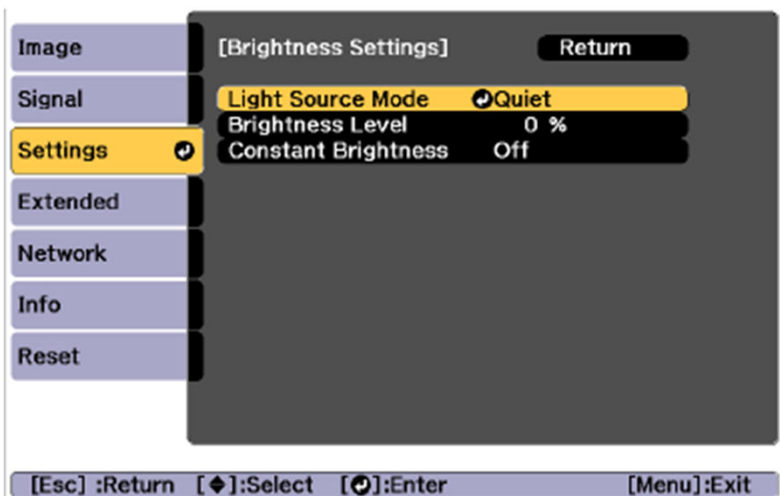 Image
Signal
Settings
Extended
Network
Info
Reset
[Brightness Settings] Return
Light Source Mode Quiet
Brightness Level 0 %
Constant Brightness Off
[Esc] :Return [◆]:Select [↵]:Enter [Menu]:Exit